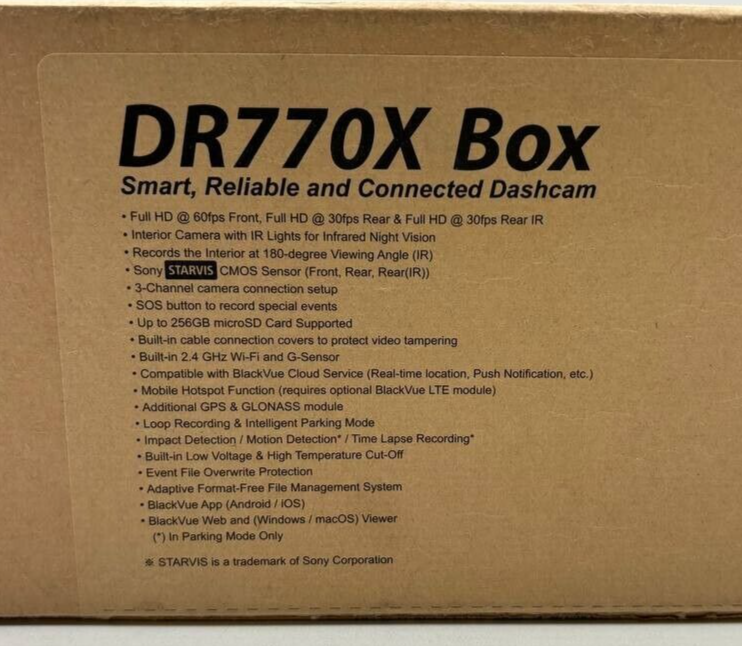 DR770X Box
Smart, Reliable and Connected Dashcam
• Full HD @ 60fps Front, Full HD @ 30fps Rear & Full HD @ 30fps Rear IR
• Interior Camera with IR Lights for Infrared Night Vision
• Records the Interior at 180-degree Viewing Angle (IR)
• Sony STARVIS CMOS Sensor (Front, Rear, Rear(IR))
• 3-Channel camera connection setup
• SOS button to record special events
• Up to 256GB microSD Card Supported
• Built-in cable connection covers to protect video tampering
• Built-in 2.4 GHz Wi-Fi and G-Sensor
• Compatible with BlackVue Cloud Service (Real-time location, Push Notification, etc.)
• Mobile Hotspot Function (requires optional BlackVue LTE module)
• Additional GPS & GLONASS module
• Loop Recording & Intelligent Parking Mode
• Impact Detection / Motion Detection* / Time Lapse Recording*
• Built-in Low Voltage & High Temperature Cut-Off
• Event File Overwrite Protection
• Adaptive Format-Free File Management System
• BlackVue App (Android / iOS)
• BlackVue Web and (Windows / macOS) Viewer
(*) In Parking Mode Only
※ STARVIS is a trademark of Sony Corporation